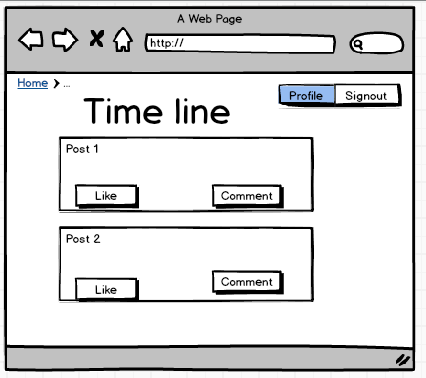 A Web Page
http://
Home > ...
Profile Signout
Time line
Post 1
Like Comment
Post 2
Like Comment